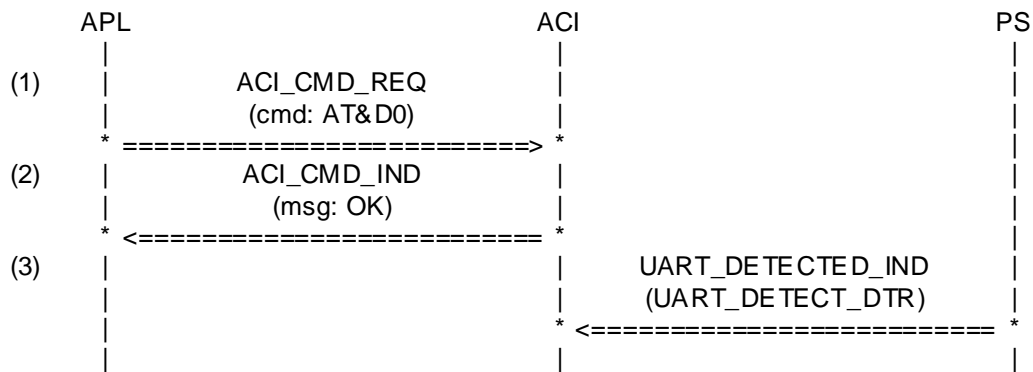 APL ACI PS
(1) ACI_CMD_REQ
(cmd: AT&D0)
* ==========================> *
(2) ACI_CMD_IND
(msg: OK)
* <========================== *
(3) UART_DETECTED_IND
(UART_DETECT_DTR)
* <========================== *